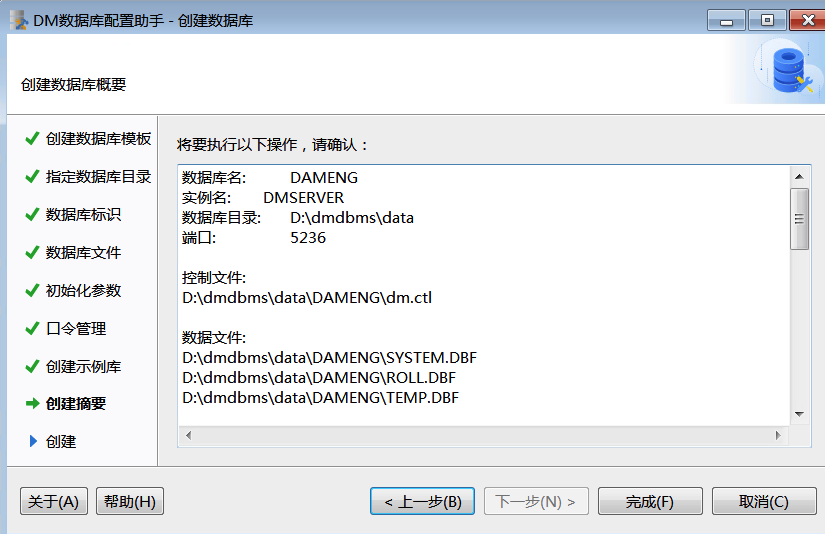 DM数据库配置助手 - 创建数据库
创建数据库概要
创建数据库模板
指定数据库目录
数据库标识
数据库文件
初始化参数
口令管理
创建示例库
创建摘要
创建
将要执行以下操作，请确认：
数据库名: DAMENG
实例名: DMSERVER
数据库目录: D:\dmdbms\data
端口: 5236
控制文件:
D:\dmdbms\data\DAMENG\dm.ctl
数据文件:
D:\dmdbms\data\DAMENG\SYSTEM.DBF
D:\dmdbms\data\DAMENG\ROLL.DBF
D:\dmdbms\data\DAMENG\TEMP.DBF
关于(A) 帮助(H) < 上一步(B) 下一步(N) > 完成(F) 取消(C)